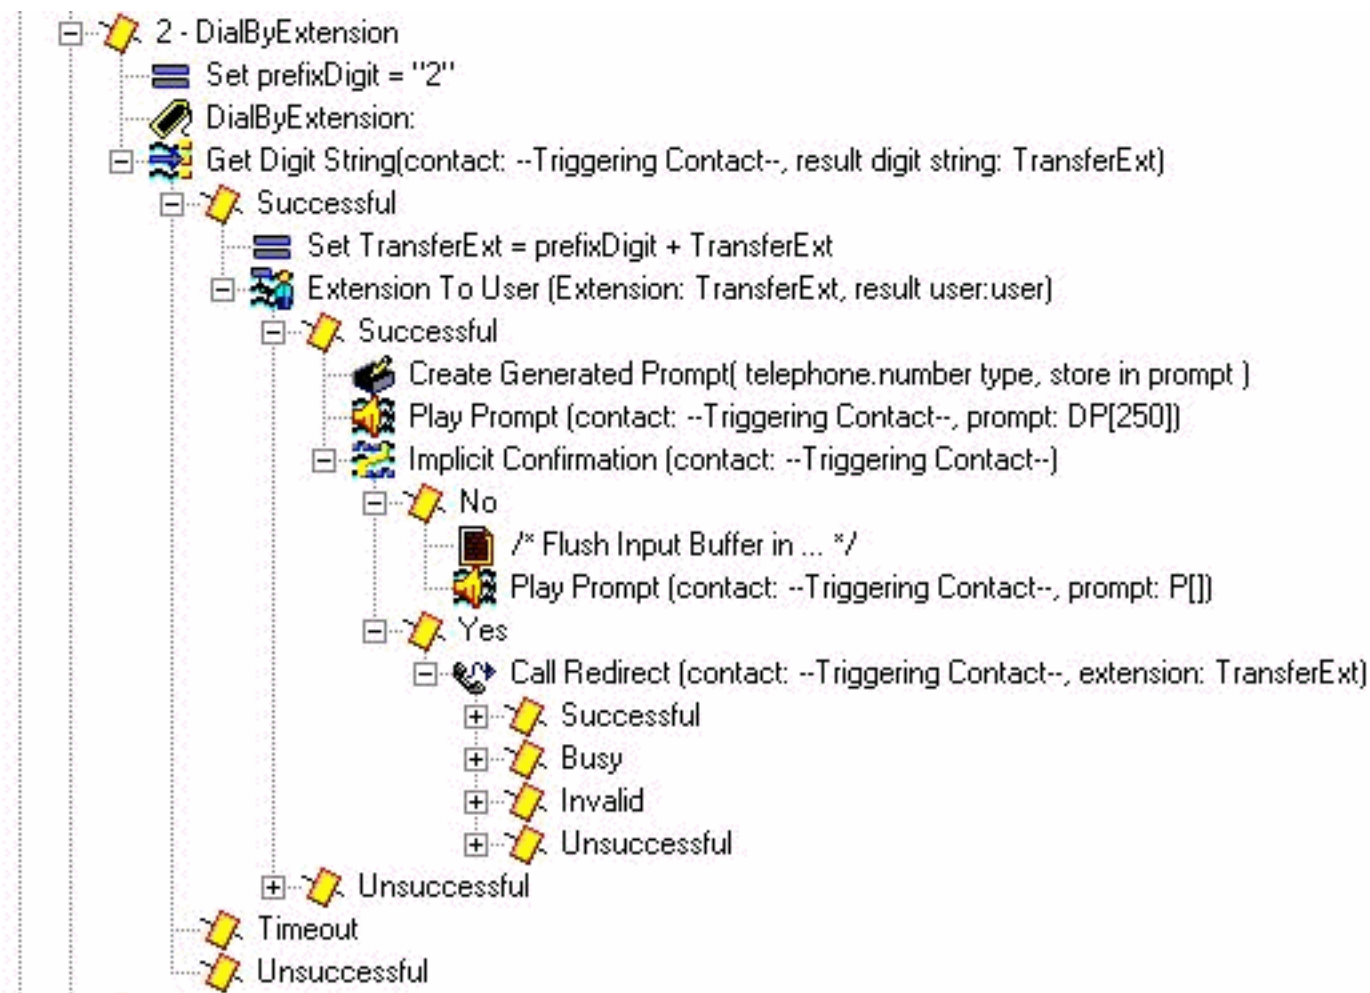 2 - DialByExtension
Set prefixDigit = "2"
DialByExtension:
Get Digit String(contact: --Triggering Contact--, result digit string: TransferExt)
Successful
Set TransferExt = prefixDigit + TransferExt
Extension To User (Extension: TransferExt, result user:user)
Successful
Create Generated Prompt( telephone.number type, store in prompt )
Play Prompt (contact: --Triggering Contact--, prompt: DP[250])
Implicit Confirmation (contact: --Triggering Contact--)
No
/* Flush Input Buffer in ... */
Play Prompt (contact: --Triggering Contact--, prompt: P[])
Yes
Call Redirect (contact: --Triggering Contact--, extension: TransferExt)
Successful
Busy
Invalid
Unsuccessful
Unsuccessful
Timeout
Unsuccessful